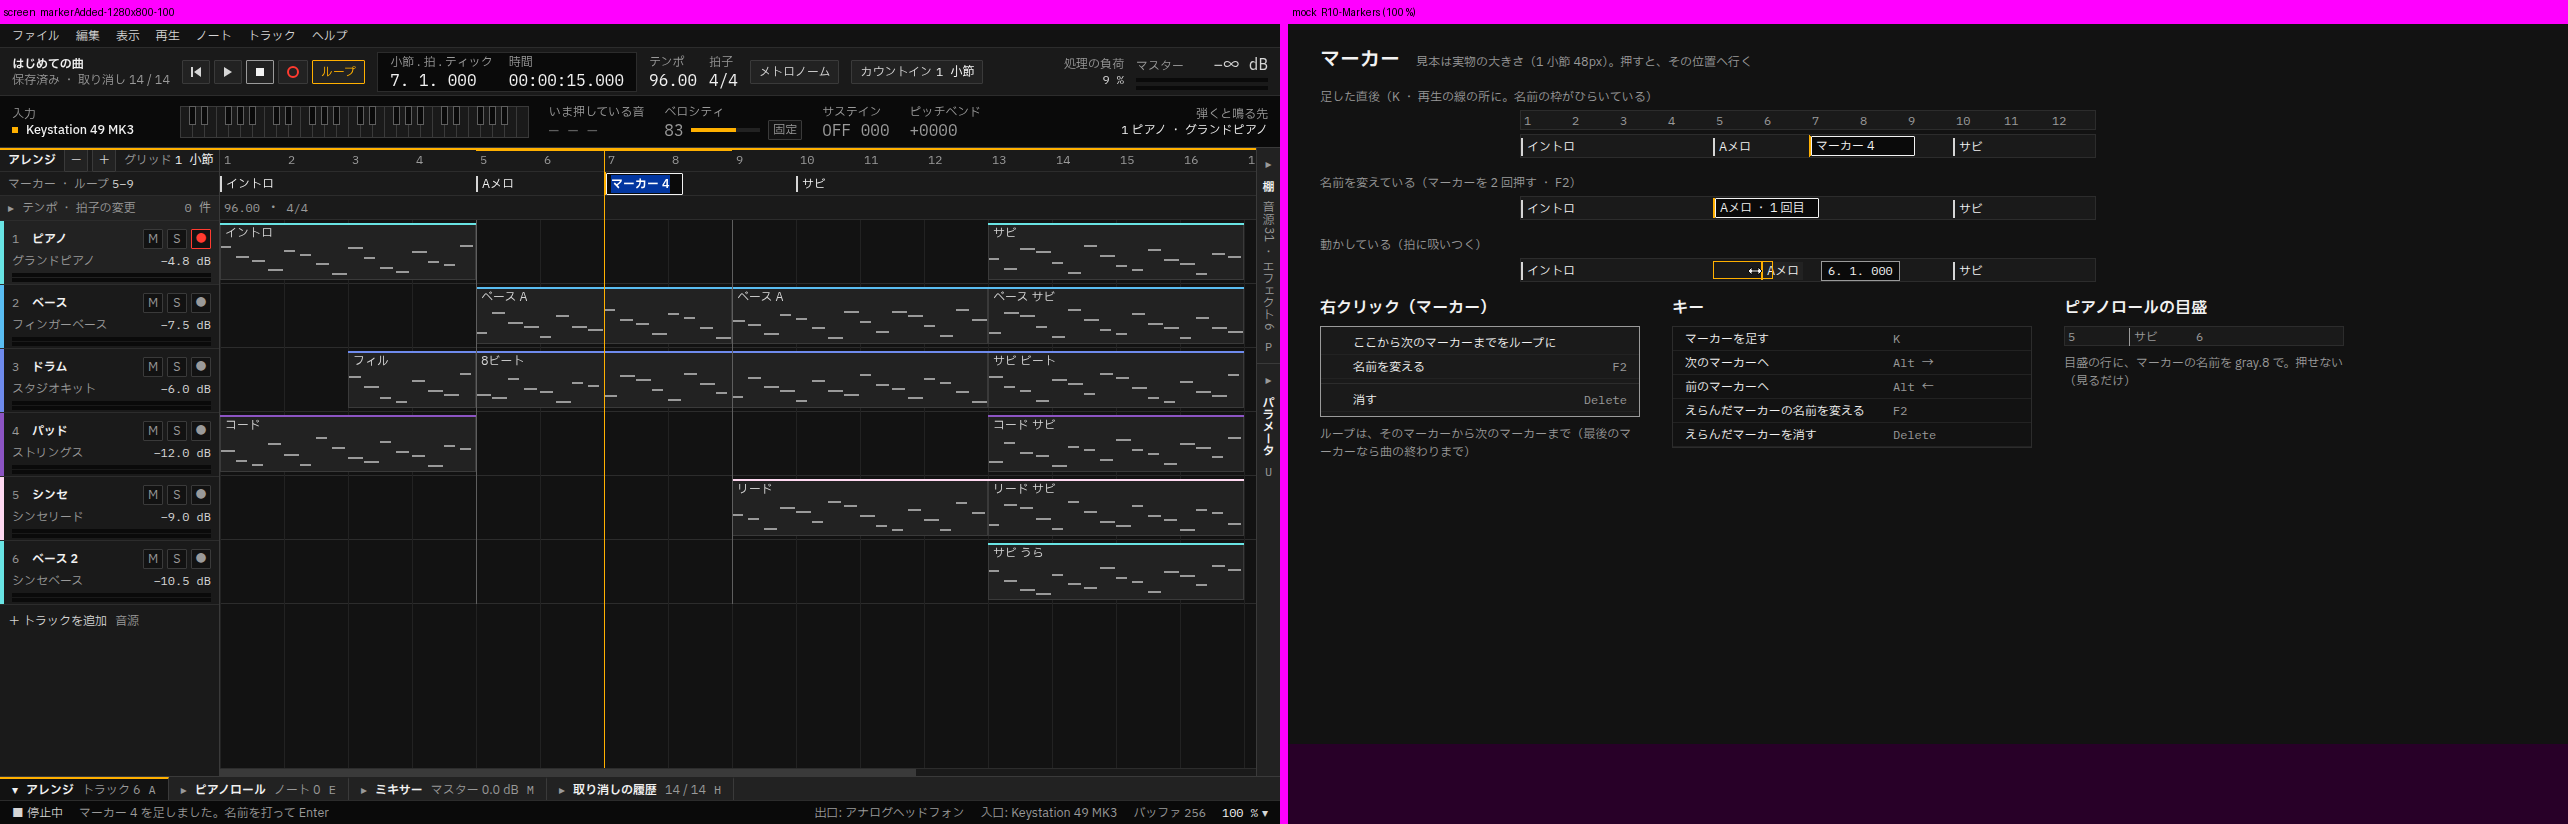 screen markerAdded-1280x800-100
ファイル 編集 表示 再生 ノート トラック ヘルプ
はじめての曲
保存済み ・ 取り消し 14 / 14
ループ
小節 . 拍 . ティック 時間
7. 1. 000 00:00:15.000
テンポ 拍子
96.00 4/4
メトロノーム
カウントイン 1 小節
処理の負荷
9 %
マスター −∞ dB
入力
Keystation 49 MK3
いま押している音
— — —
ベロシティ
83 固定
サステイン
OFF 000
ピッチベンド
+0000
弾くと鳴る先
1 ピアノ ・ グランドピアノ
アレンジ − + グリッド 1 小節
1 2 3 4 5 6 7 8 9 10 11 12 13 14 15 16 1
マーカー ・ ループ 5–9
イントロ Aメロ マーカー 4 サビ
▸ テンポ ・ 拍子の変更 0 件
96.00 ・ 4/4
1 ピアノ M S
グランドピアノ −4.8 dB
イントロ サビ
2 ベース M S
フィンガーベース −7.5 dB
ベース A ベース A ベース サビ
3 ドラム M S
スタジオキット −6.0 dB
フィル 8ビート サビ ビート
4 パッド M S
ストリングス −12.0 dB
コード コード サビ
5 シンセ M S
シンセリード −9.0 dB
リード リード サビ
6 ベース 2 M S
シンセベース −10.5 dB
サビ うら
+ トラックを追加 音源
▸ 棚 音源31 ・ エフェクト6 P
▸ パラメータ U
▾ アレンジ トラック 6 A ▸ ピアノロール ノート 0 E ▸ ミキサー マスター 0.0 dB M ▸ 取り消しの履歴 14 / 14 H
■ 停止中 マーカー 4 を足しました。名前を打って Enter
出口: アナログヘッドフォン 入口: Keystation 49 MK3 バッファ 256 100 % ▾
mock R10-Markers (100 %)
マーカー 見本は実物の大きさ（1 小節 48px）。押すと、その位置へ行く
足した直後（K ・ 再生の線の所に。名前の枠がひらいている）
1 2 3 4 5 6 7 8 9 10 11 12
イントロ Aメロ マーカー 4 サビ
名前を変えている（マーカーを 2 回押す ・ F2）
イントロ Aメロ ・ 1 回目 サビ
動かしている（拍に吸いつく）
イントロ Aメロ 6. 1. 000 サビ
右クリック（マーカー）
ここから次のマーカーまでをループに
名前を変える F2
消す Delete
ループは、そのマーカーから次のマーカーまで（最後のマ
ーカーなら曲の終わりまで）
キー
マーカーを足す K
次のマーカーへ Alt →
前のマーカーへ Alt ←
えらんだマーカーの名前を変える F2
えらんだマーカーを消す Delete
ピアノロールの目盛
5 サビ 6
目盛の行に、マーカーの名前を gray.8 で。押せない
（見るだけ）